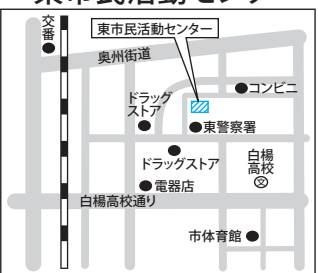 東市民活動センター
交番
東市民活動センター
奥州街道
コンビニ
ドラッグ
ストア
東警察署
ドラッグストア
白楊
高校
電器店
白楊高校通り
市体育館